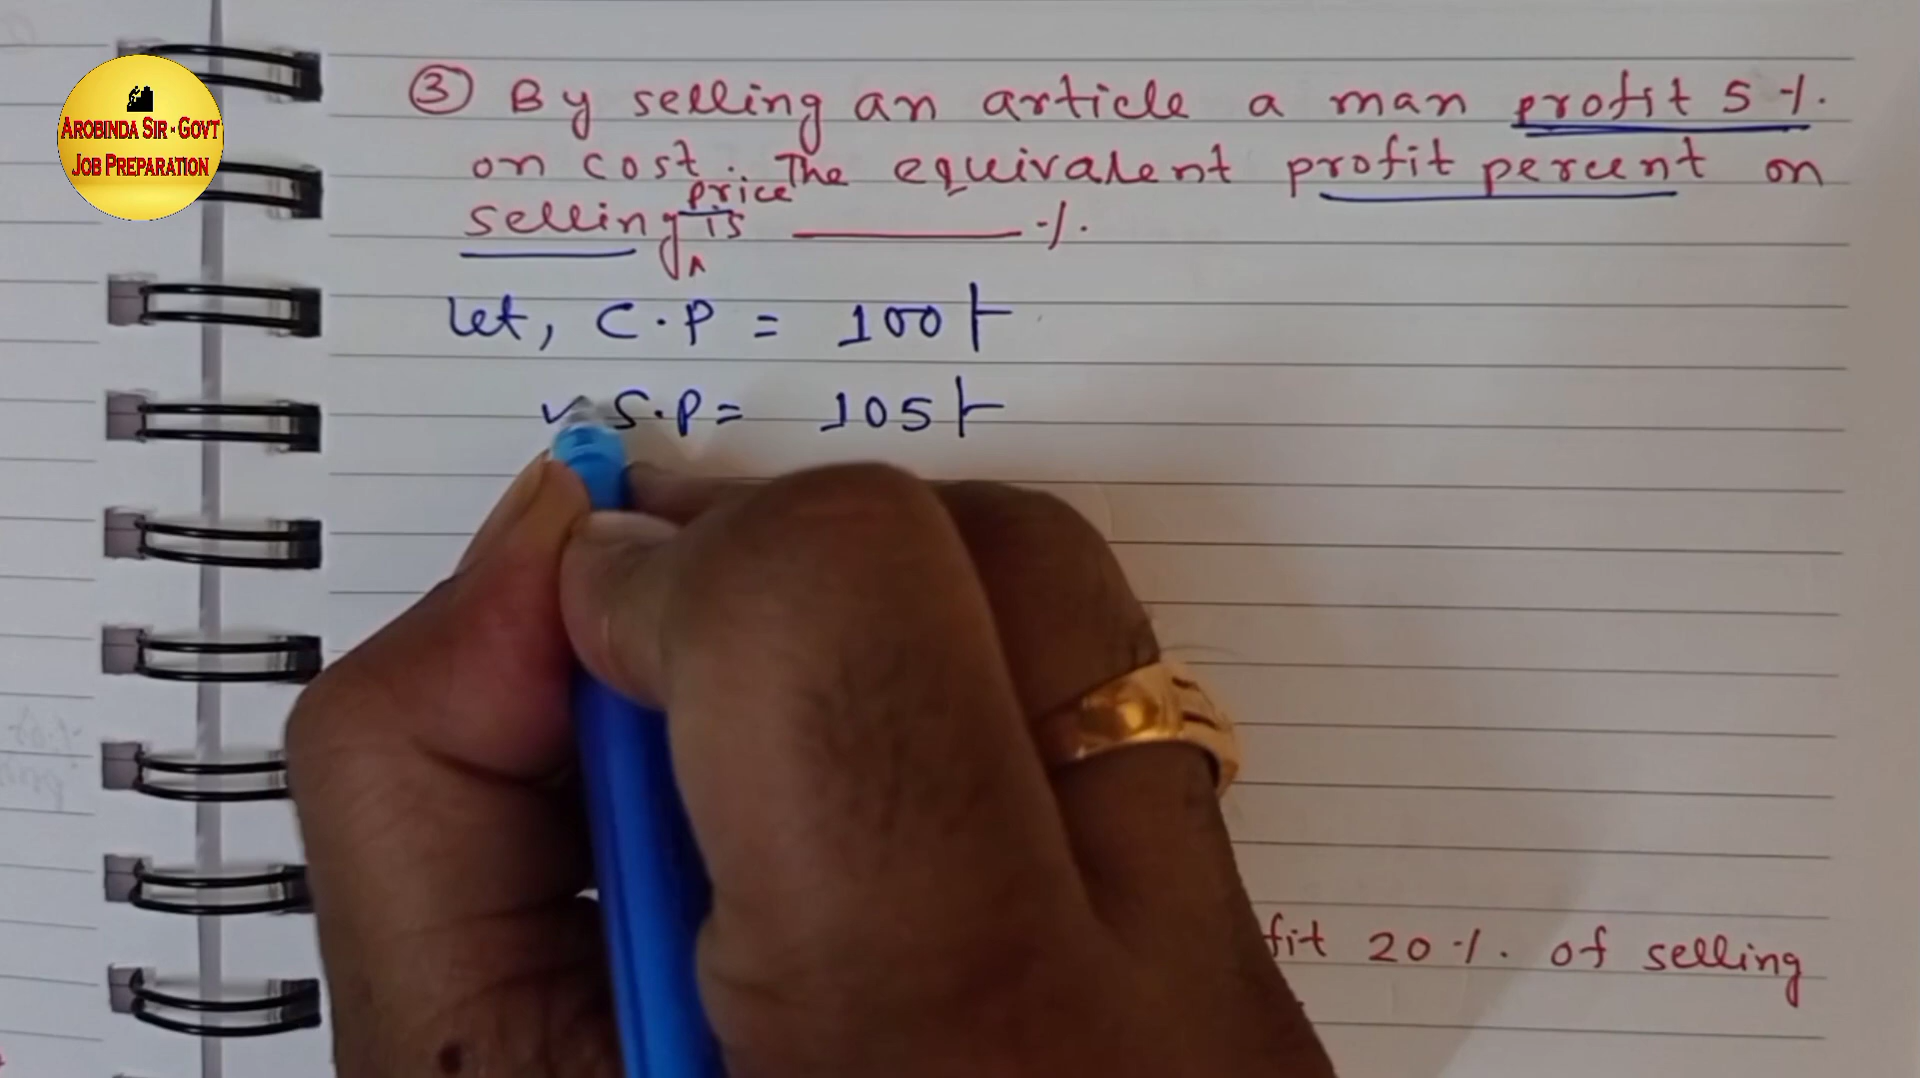 AROBINDA SIR - GOVT
JOB PREPARATION
③ By selling an article a man profit 5 %.
on cost. The equivalent profit percent on
selling price is ______ %.
Let, C.P = 100/-
✓ S.P = 105/-
fit 20 %. of selling